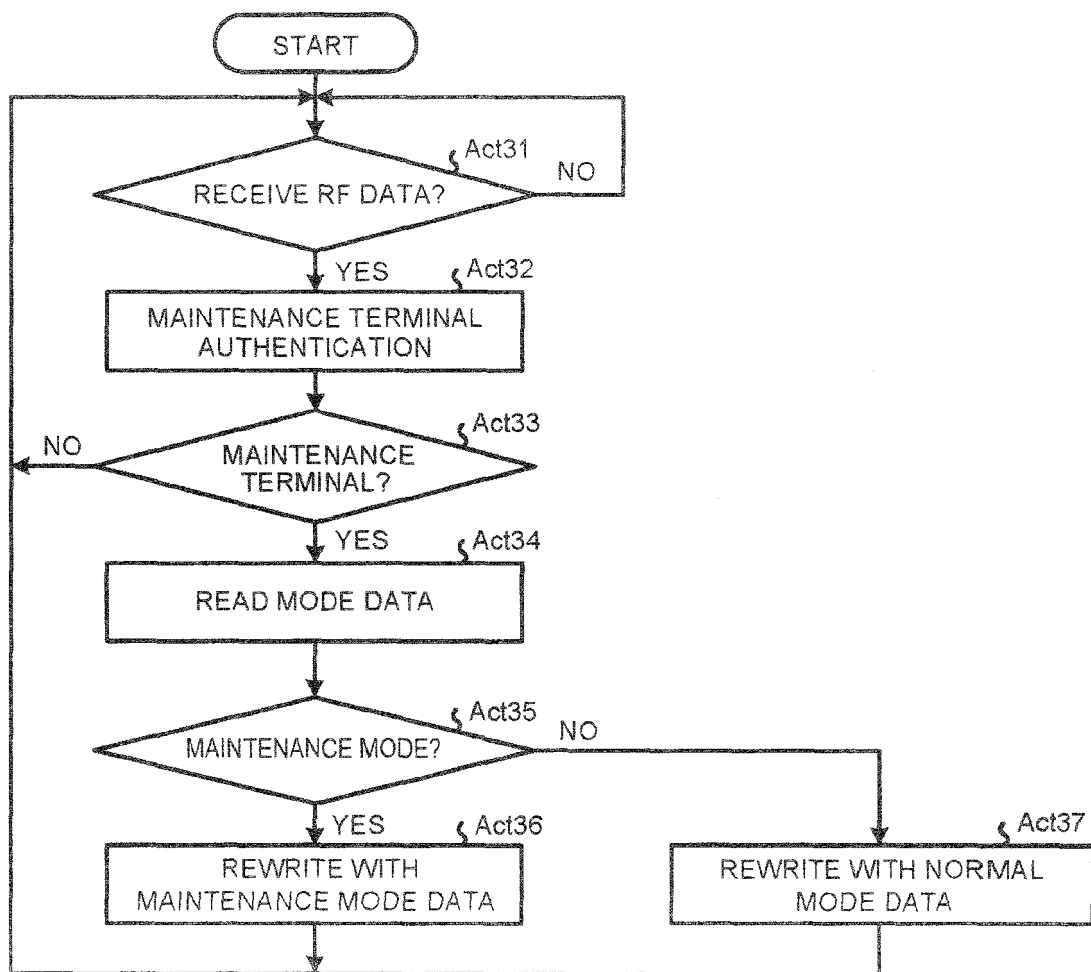 START
Act31
RECEIVE RF DATA?
NO
YES
Act32
MAINTENANCE TERMINAL
AUTHENTICATION
Act33
NO
MAINTENANCE
TERMINAL?
YES
Act34
READ MODE DATA
Act35
MAINTENANCE MODE?
NO
YES
Act36
REWRITE WITH
MAINTENANCE MODE DATA
Act37
REWRITE WITH NORMAL
MODE DATA